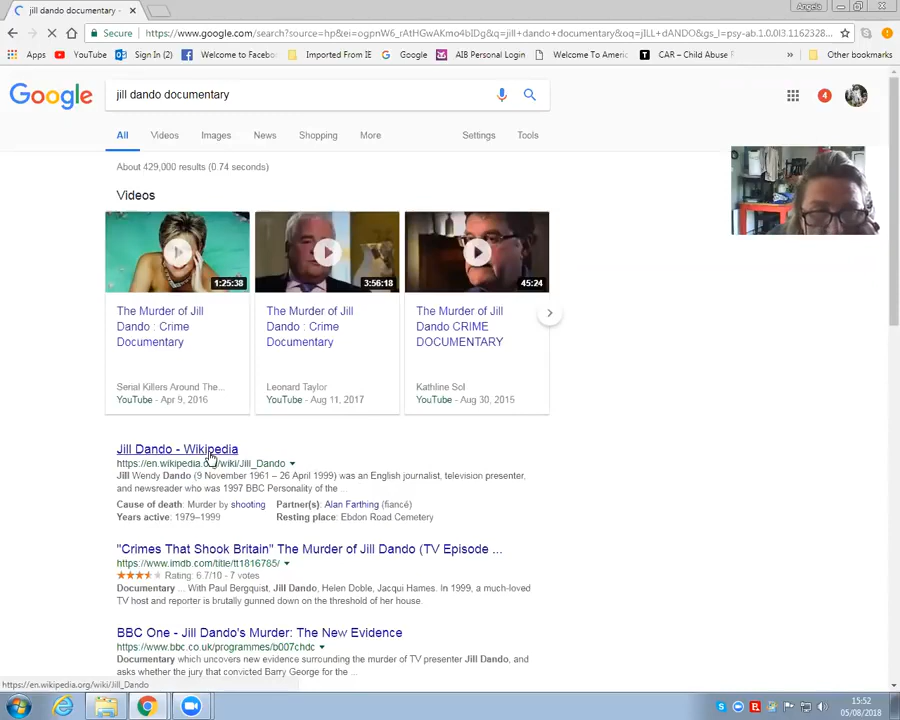 jill dando documentary -
Angela
Secure
https://www.google.com/search?source=hp&ei=ogpnW6_rAtHGwAKmo4biDg&q=jill+dando+documentary&oq=jILL+dANDO&gs_l=psy-ab.1.0.0l3.1162328...
Apps
YouTube
Sign In (2)
Welcome to Facebo
Imported From IE
Google
AIB Personal Login
Welcome To Americ
CAR – Child Abuse F
»
Other bookmarks
Google
jill dando documentary
4
All
Videos
Images
News
Shopping
More
Settings
Tools
About 429,000 results (0.74 seconds)
Videos
1:25:38
3:56:18
45:24
The Murder of Jill
Dando : Crime
Documentary
Serial Killers Around The...
YouTube - Apr 9, 2016
The Murder of Jill
Dando : Crime
Documentary
Leonard Taylor
YouTube - Aug 11, 2017
The Murder of Jill
Dando CRIME
DOCUMENTARY
Kathline Sol
YouTube - Aug 30, 2015
Jill Dando - Wikipedia
https://en.wikipedia.org/wiki/Jill_Dando
Jill Wendy Dando (9 November 1961 – 26 April 1999) was an English journalist, television presenter,
and newsreader who was 1997 BBC Personality of the ...
Cause of death: Murder by shooting
Partner(s): Alan Farthing (fiancé)
Years active: 1979–1999
Resting place: Ebdon Road Cemetery
"Crimes That Shook Britain" The Murder of Jill Dando (TV Episode ...
https://www.imdb.com/title/tt1816785/
Rating: 6.7/10 - 7 votes
Documentary ... With Paul Bergquist, Jill Dando, Helen Doble, Jacqui Hames. In 1999, a much-loved
TV host and reporter is brutally gunned down on the threshold of her house.
BBC One - Jill Dando's Murder: The New Evidence
https://www.bbc.co.uk/programmes/b007chdc
Documentary which uncovers new evidence surrounding the murder of TV presenter Jill Dando, and
asks whether the jury that convicted Barry George for the ...
https://en.wikipedia.org/wiki/Jill_Dando
15:52
05/08/2018